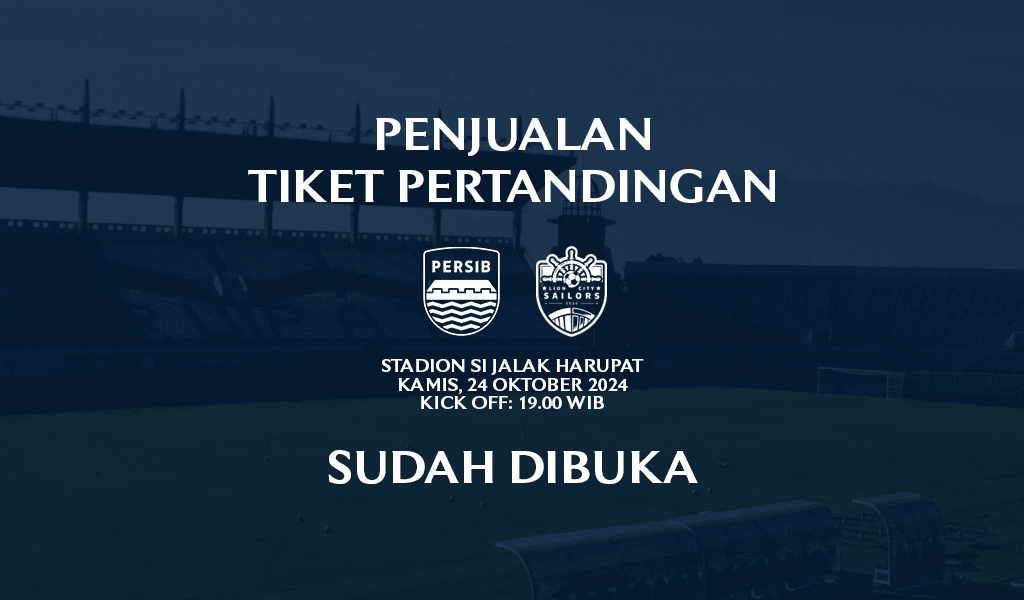 PENJUALAN
TIKET PERTANDINGAN
PERSIB
LION CITY
SAILORS
2020
STADION SI JALAK HARUPAT
KAMIS, 24 OKTOBER 2024
KICK OFF: 19.00 WIB
SUDAH DIBUKA